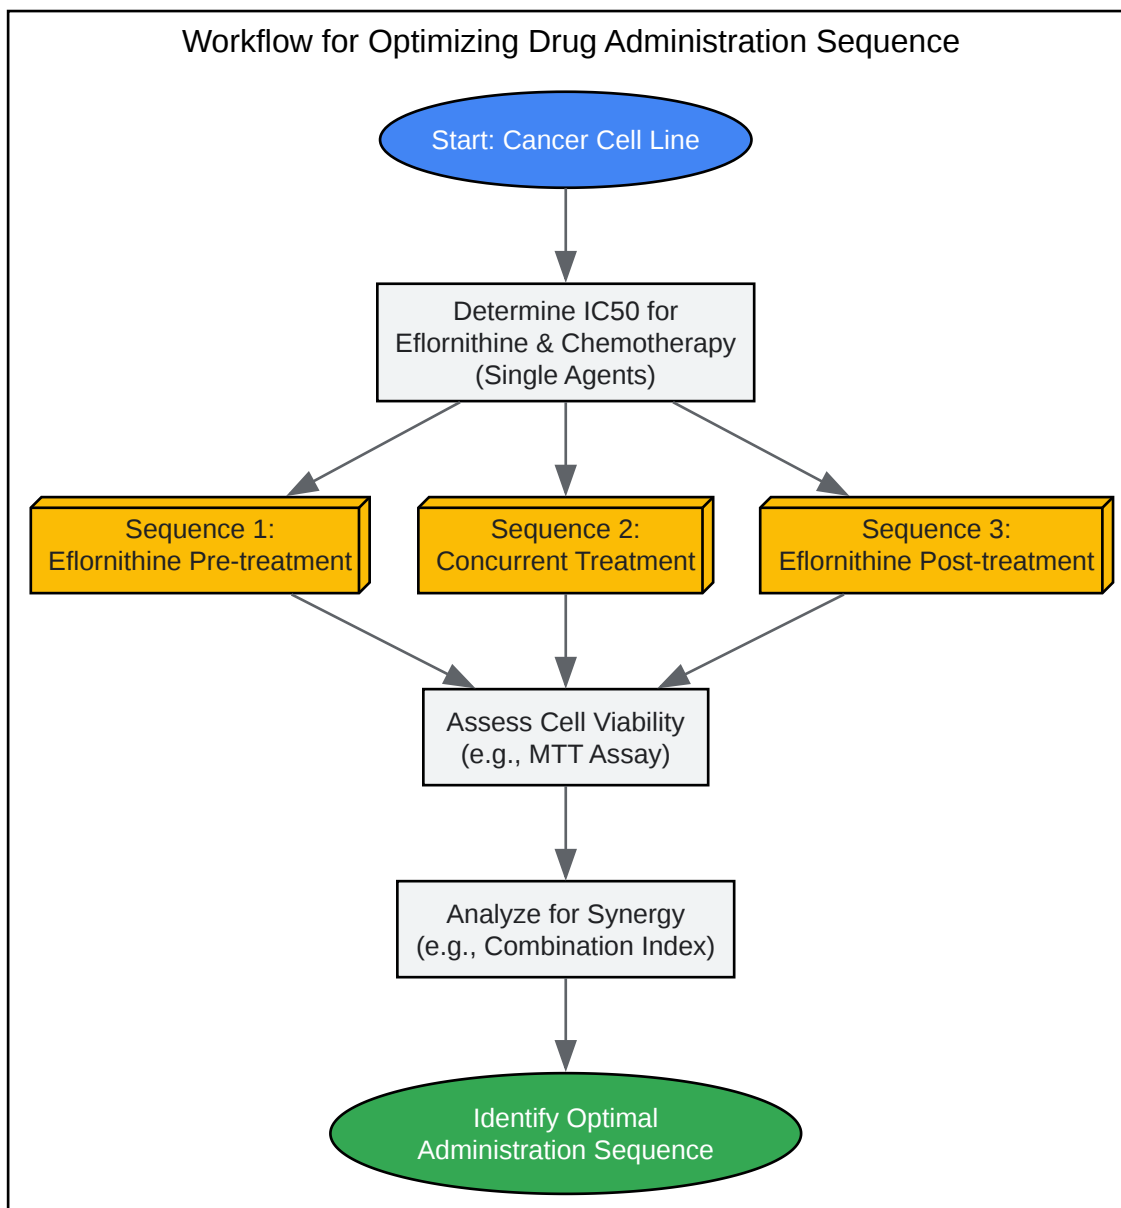 Workflow for Optimizing Drug Administration Sequence
Start: Cancer Cell Line
Determine IC50 for
Eflornithine & Chemotherapy
(Single Agents)
Sequence 1:
Eflornithine Pre-treatment
Sequence 2:
Concurrent Treatment
Sequence 3:
Eflornithine Post-treatment
Assess Cell Viability
(e.g., MTT Assay)
Analyze for Synergy
(e.g., Combination Index)
Identify Optimal
Administration Sequence